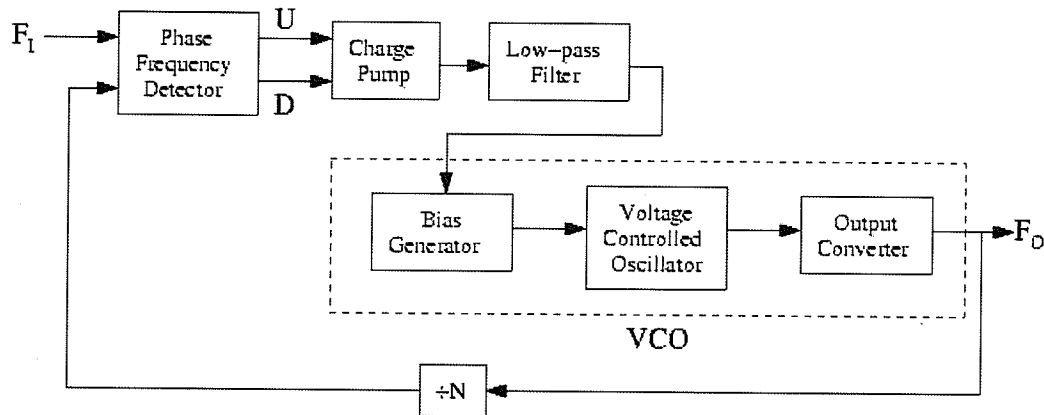 F_I
Phase
Frequency
Detector
U
D
Charge
Pump
Low-pass
Filter
Bias
Generator
Voltage
Controlled
Oscillator
Output
Converter
F_O
VCO
÷N